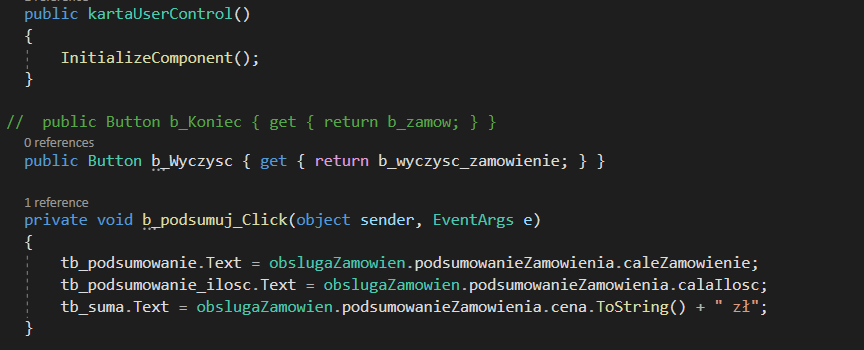 public kartaUserControl()
{
InitializeComponent();
}
//  public Button b_Koniec { get { return b_zamow; } }
0 references
public Button b_Wyczysc { get { return b_wyczysc_zamowienie; } }
1 reference
private void b_podsumuj_Click(object sender, EventArgs e)
{
tb_podsumowanie.Text = obslugaZamowien.podsumowanieZamowienia.caleZamowienie;
tb_podsumowanie_ilosc.Text = obslugaZamowien.podsumowanieZamowienia.calaIlosc;
tb_suma.Text = obslugaZamowien.podsumowanieZamowienia.cena.ToString() + " zł";
}